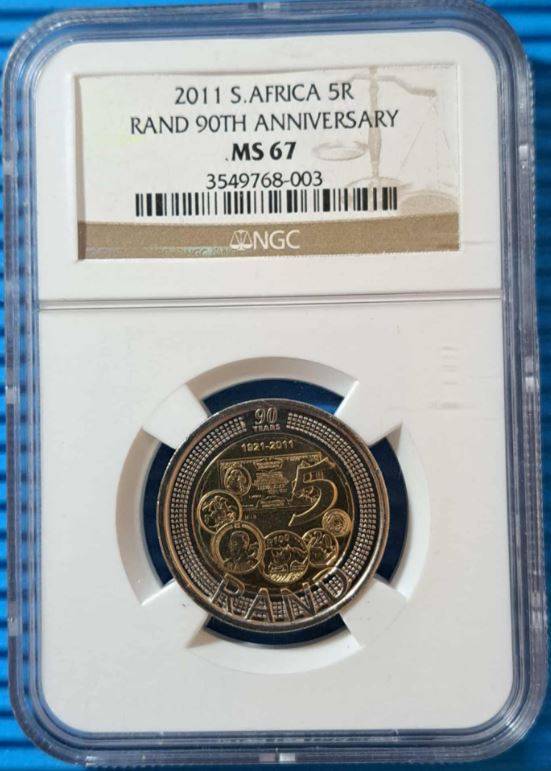 2011 S.AFRICA 5R
RAND 90TH ANNIVERSARY
MS 67
3549768-003
NGC
90
YEARS
1921-2011
5
RAND